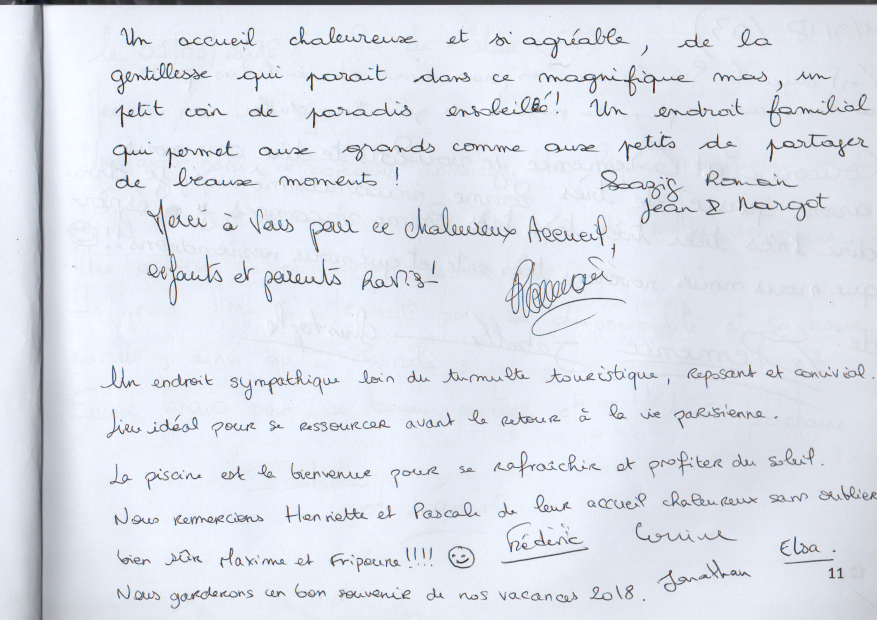 Un accueil chaleureuse et si agréable, de la
gentillesse qui parait dans ce magnifique mas, un
petit coin de paradis ensoleillé! Un endroit familial
qui permet aux grands comme aux petits de partager
de beaux moments !
Soazig Romain
Jean & Margot
Merci à Vous pour ce chaleureux Accueil,
enfants et parents Ravis!
Un endroit sympathique loin du tumulte touristique, reposant et convivial.
Lieu idéal pour se ressourcer avant le retour à la vie parisienne.
La piscine est la bienvenue pour se rafraîchir et profiter du soleil.
Nous remercions Henriette et Pascale de leur accueil chaleureux sans oublier
bien sûr Maxime et Fripoune!!!! Frédéric Corinne Elsa.
Nous garderons un bon souvenir de nos vacances 2018. Jonathan
11